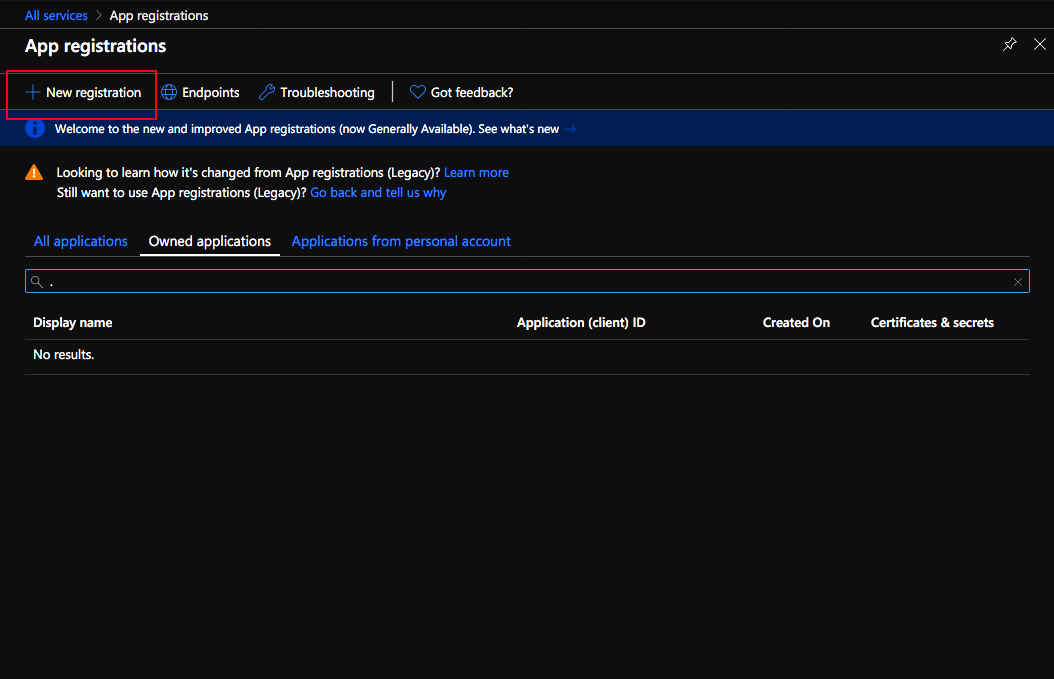 All services > App registrations
App registrations
New registration Endpoints Troubleshooting Got feedback?
Welcome to the new and improved App registrations (now Generally Available). See what's new →
Looking to learn how it's changed from App registrations (Legacy)? Learn more
Still want to use App registrations (Legacy)? Go back and tell us why
All applications Owned applications Applications from personal account
.
Display name Application (client) ID Created On Certificates & secrets
No results.